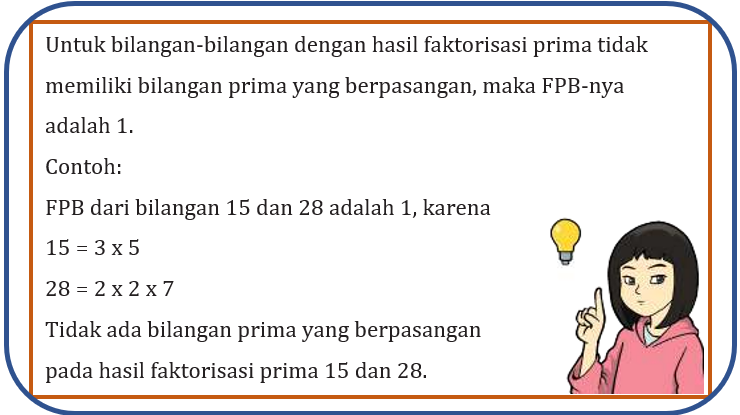 Untuk bilangan-bilangan dengan hasil faktorisasi prima tidak
memiliki bilangan prima yang berpasangan, maka FPB-nya
adalah 1.
Contoh:
FPB dari bilangan 15 dan 28 adalah 1, karena
15 = 3 x 5
28 = 2 x 2 x 7
Tidak ada bilangan prima yang berpasangan
pada hasil faktorisasi prima 15 dan 28.